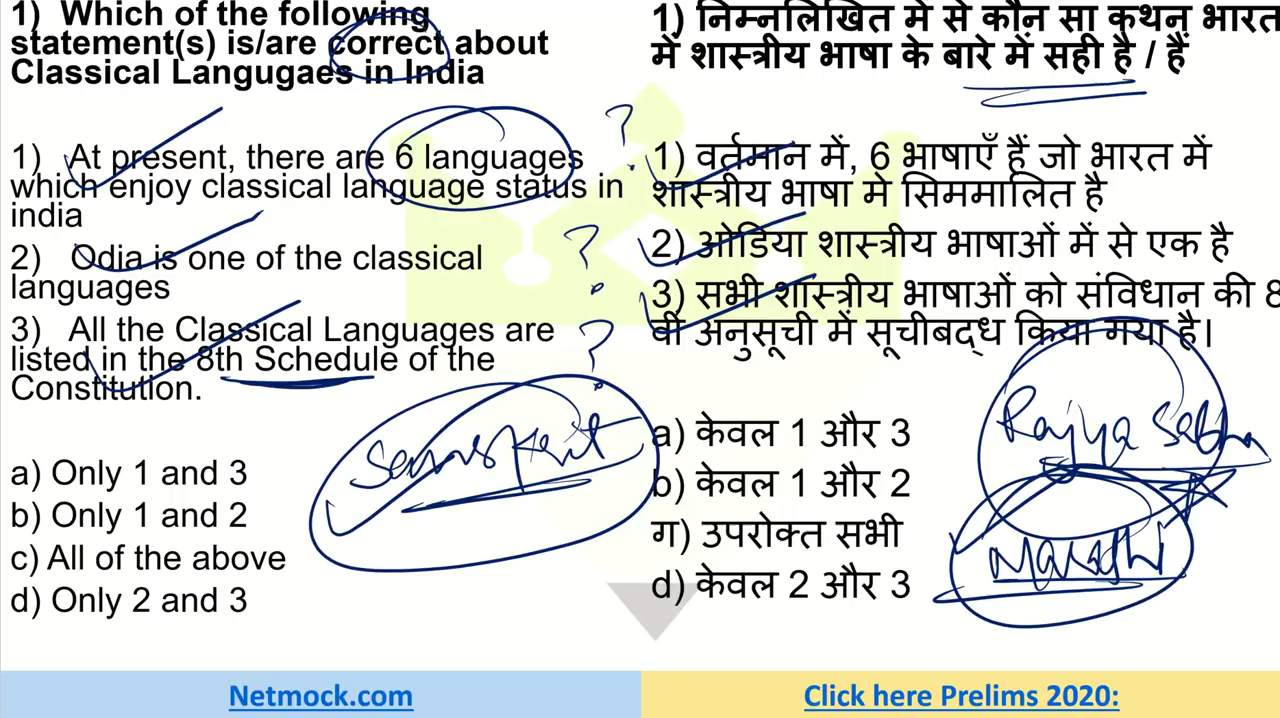 1) Which of the following
statement(s) is/are correct about
Classical Langugaes in India
1) At present, there are 6 languages
which enjoy classical language status in
india
2) Odia is one of the classical
languages
3) All the Classical Languages are
listed in the 8th Schedule of the
Constitution.
a) Only 1 and 3
b) Only 1 and 2
c) All of the above
d) Only 2 and 3
? 
?
?
Sanskrit
1) निम्नलिखित में से कौन सा कथन भारत
में शास्त्रीय भाषा के बारे में सही है / हैं
1) वर्तमान में, 6 भाषाएँ हैं जो भारत में
शास्त्रीय भाषा मे सिममालित है
2) ओडिया शास्त्रीय भाषाओं में से एक है
3) सभी शास्त्रीय भाषाओं को संविधान की 8
वी अनुसूची में सूचीबद्ध किया गया है।
a) केवल 1 और 3
b) केवल 1 और 2
ग) उपरोक्त सभी
d) केवल 2 और 3
Rajya Sabha
Marathi
Netmock.com
Click here Prelims 2020: